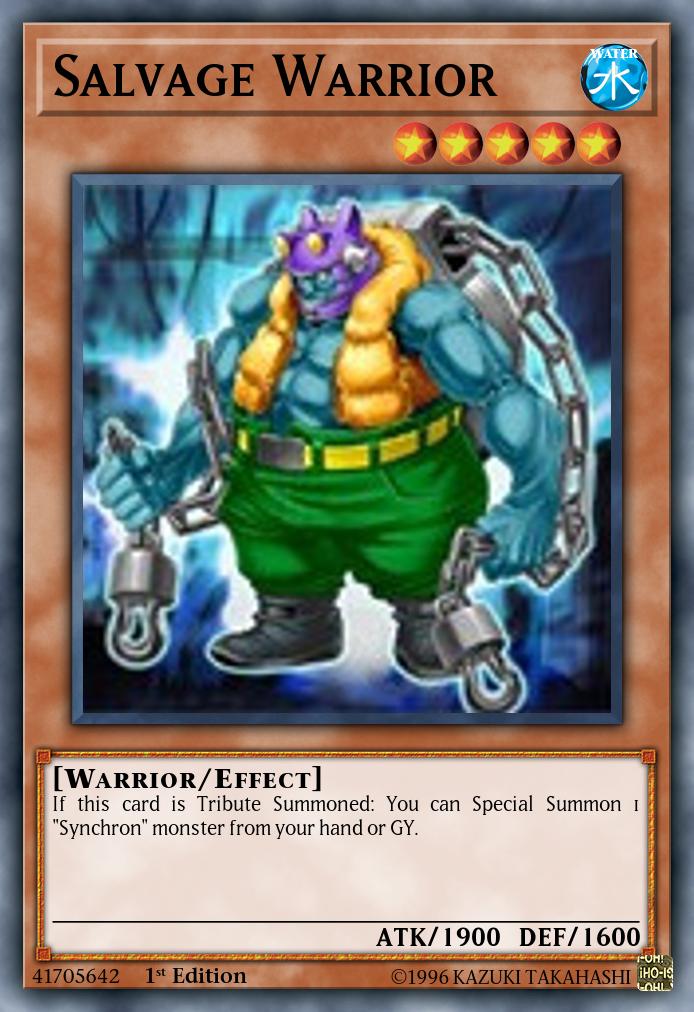 SALVAGE WARRIOR
WATER
水
[WARRIOR/EFFECT]
If this card is Tribute Summoned: You can Special Summon 1
"Synchron" monster from your hand or GY.
ATK/1900 DEF/1600
41705642 1st Edition ©1996 KAZUKI TAKAHASHI